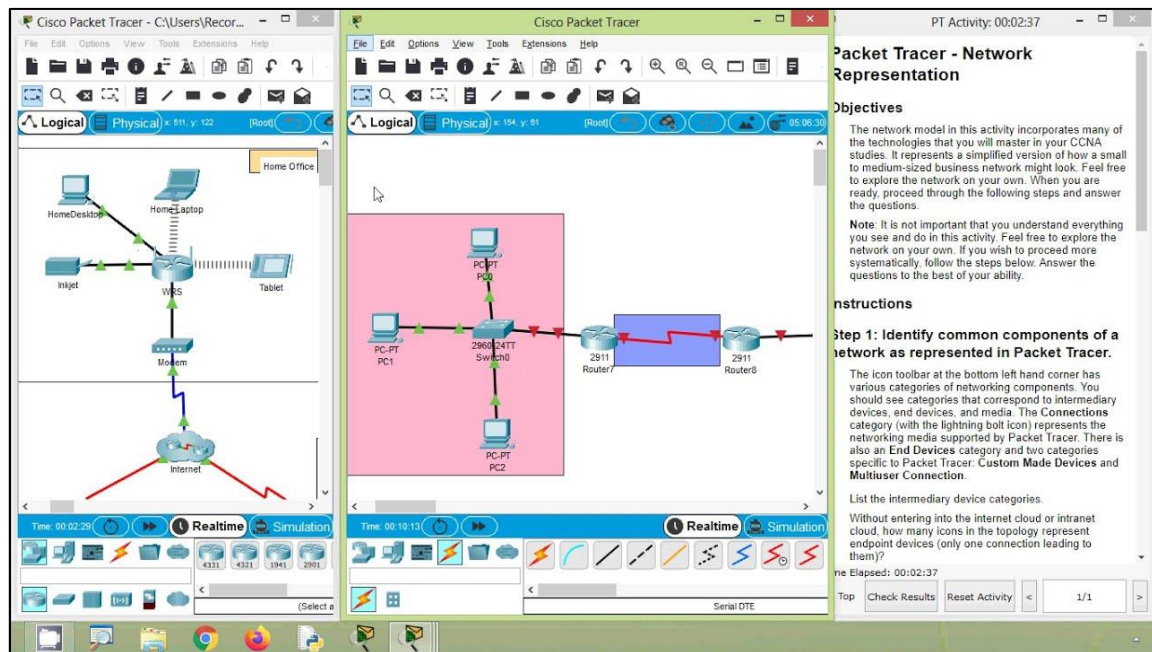 Cisco Packet Tracer - C:\Users\Recor...
File Edit Options View Tools Extensions Help
Logical Physical x: 811, y: 122 [Root]
Home Office
HomeDesktop
Home Laptop
Inkjet
WRS
Tablet
Modem
Internet
Time: 00:02:29 Realtime Simulation
4331 4321 1941 2901
(Select a
Cisco Packet Tracer
File Edit Options View Tools Extensions Help
Logical Physical x: 154, y: 61 [Root] 05:06:30
PC-PT
PC0
PC-PT
PC1
2960-24TT
Switch0
2911
Router7
2911
Router8
PC-PT
PC2
Time: 00:10:13 Realtime Simulation
Serial DTE
PT Activity: 00:02:37
Packet Tracer - Network
Representation
Objectives
The network model in this activity incorporates many of
the technologies that you will master in your CCNA
studies. It represents a simplified version of how a small
to medium-sized business network might look. Feel free
to explore the network on your own. When you are
ready, proceed through the following steps and answer
the questions.
Note: It is not important that you understand everything
you see and do in this activity. Feel free to explore the
network on your own. If you wish to proceed more
systematically, follow the steps below. Answer the
questions to the best of your ability.
Instructions
Step 1: Identify common components of a
network as represented in Packet Tracer.
The icon toolbar at the bottom left hand corner has
various categories of networking components. You
should see categories that correspond to intermediary
devices, end devices, and media. The Connections
category (with the lightning bolt icon) represents the
networking media supported by Packet Tracer. There is
also an End Devices category and two categories
specific to Packet Tracer: Custom Made Devices and
Multiuser Connection.
List the intermediary device categories.
Without entering into the internet cloud or intranet
cloud, how many icons in the topology represent
endpoint devices (only one connection leading to
them)?
me Elapsed: 00:02:37
Top Check Results Reset Activity < 1/1 >